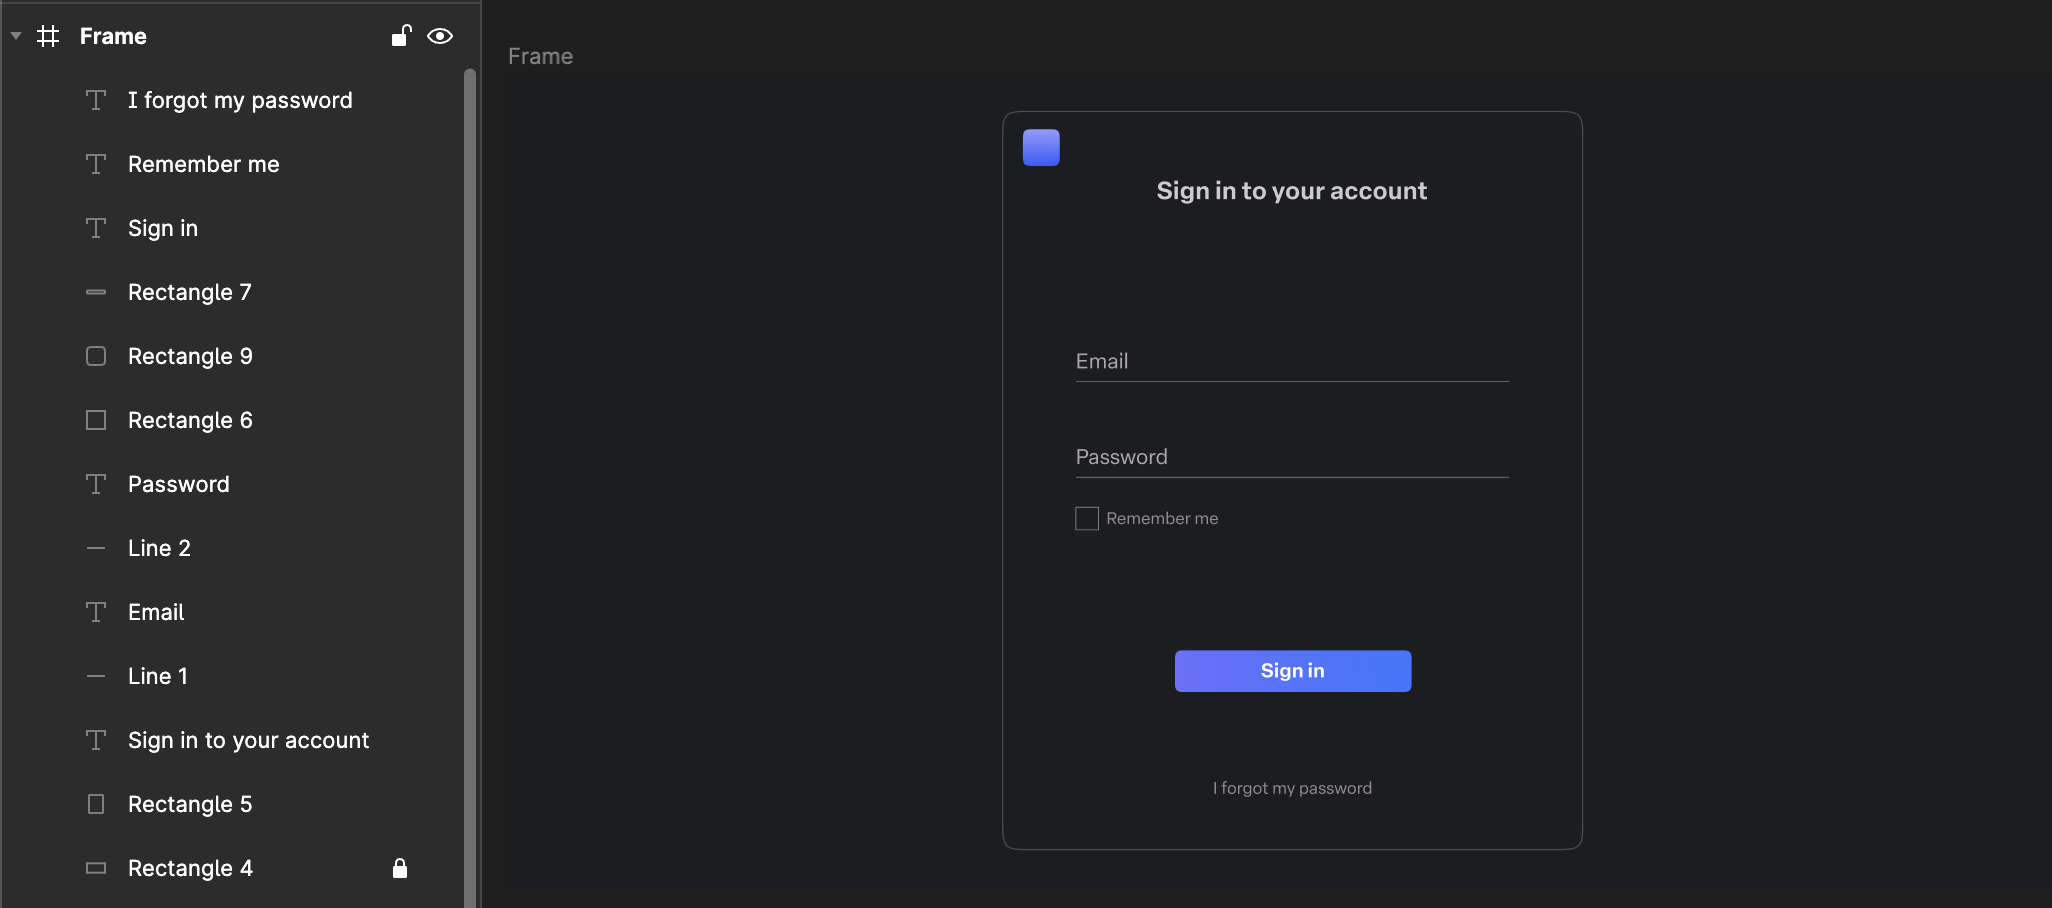 Frame
I forgot my password
Remember me
Sign in
Rectangle 7
Rectangle 9
Rectangle 6
Password
Line 2
Email
Line 1
Sign in to your account
Rectangle 5
Rectangle 4
Frame
Sign in to your account
Email
Password
Remember me
Sign in
I forgot my password